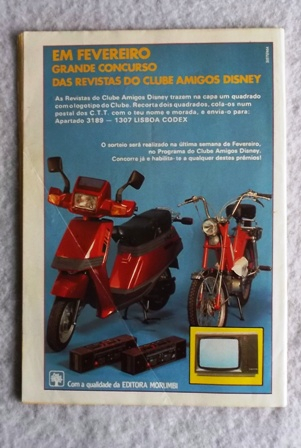 EM FEVEREIRO
GRANDE CONCURSO
DAS REVISTAS DO CLUBE AMIGOS DISNEY
As Revistas do Clube Amigos Disney trazem na capa um quadrado
com o logotipo do Clube. Recorta dois quadrados, cola-os num
postal dos C.T.T. com o teu nome e morada, e envia-o para:
Apartado 3189 — 1307 LISBOA CODEX
O sorteio será realizado na última semana de Fevereiro,
no Programa do Clube Amigos Disney.
Concorre já e habilita-te a qualquer destes prémios!
Com a qualidade da EDITORA MORUMBI